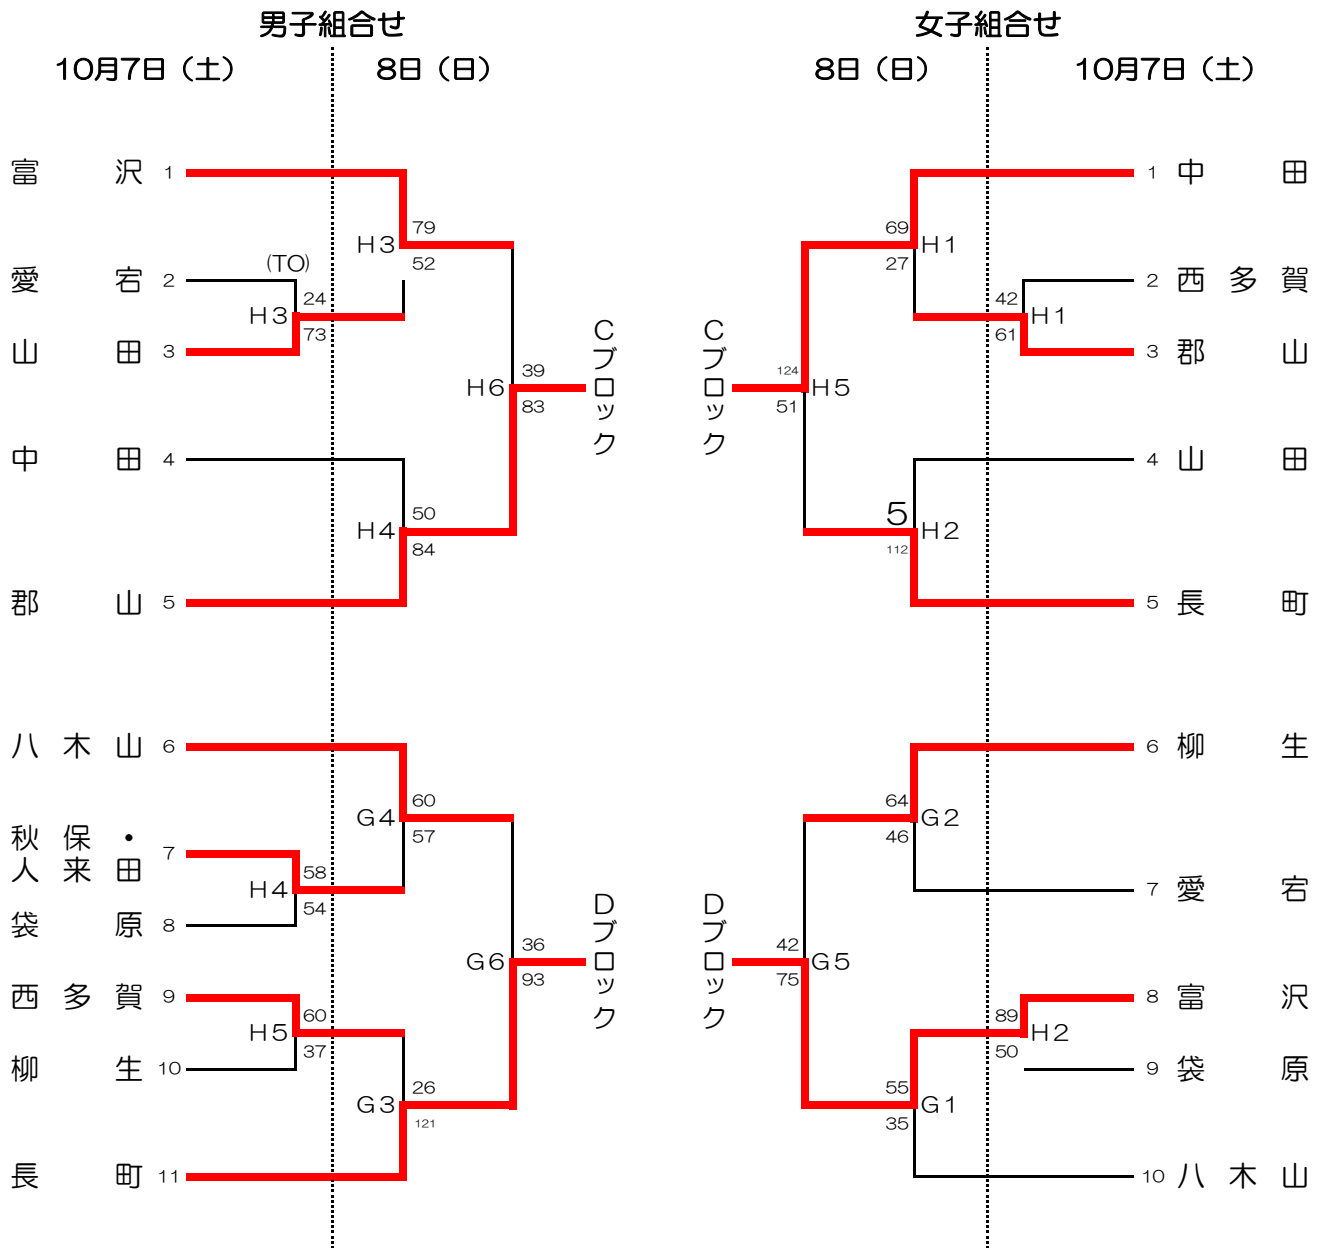 男子組合せ
10月7日（土）
8日（日）
富沢 1
愛宕 2
山田 3
中田 4
郡山 5
八木山 6
秋保・
人来田 7
袋原 8
西多賀 9
柳生 10
長町 11
(TO)
H3
24
73
H3
79
52
H4
50
84
H6
39
83
Cブロック
H4
58
54
G4
60
57
H5
60
37
G3
26
121
G6
36
93
Dブロック
女子組合せ
8日（日）
10月7日（土）
1 中田
2 西多賀
3 郡山
4 山田
5 長町
6 柳生
7 愛宕
8 富沢
9 袋原
10 八木山
69
27
H1
42
61
H1
124
51
H5
5
112
H2
Cブロック
64
46
G2
42
75
G5
89
50
H2
55
35
G1
Dブロック